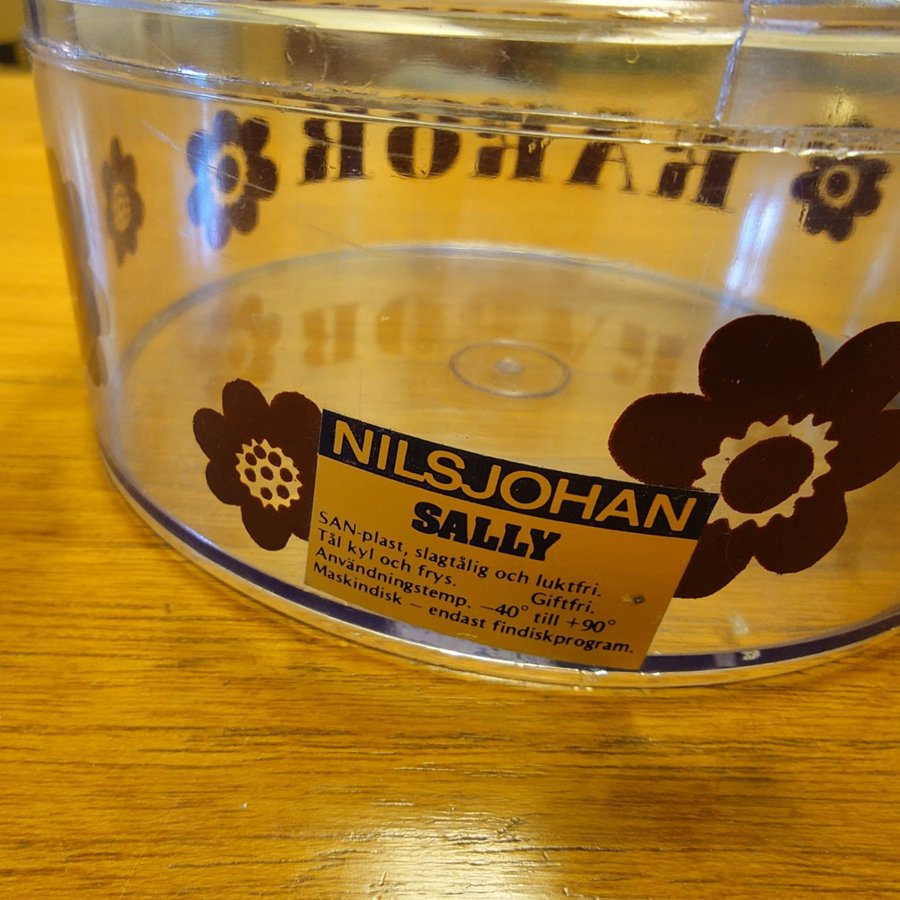 KAKOR
NILSJOHAN
SALLY
SAN-plast, slagtålig och luktfri.
Tål kyl och frys. Giftfri.
Användningstemp. −40° till +90°
Maskindisk – endast findiskprogram.